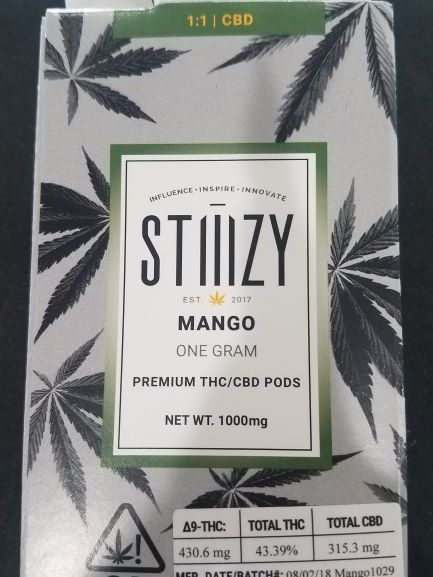 1:1 | CBD
INFLUENCE • INSPIRE • INNOVATE
STIIIZY
EST. 2017
MANGO
ONE GRAM
PREMIUM THC/CBD PODS
NET WT. 1000mg
Δ9-THC: TOTAL THC TOTAL CBD
430.6 mg 43.39% 315.3 mg
MFR. DATE/BATCH#: 08/02/18 Mango1029